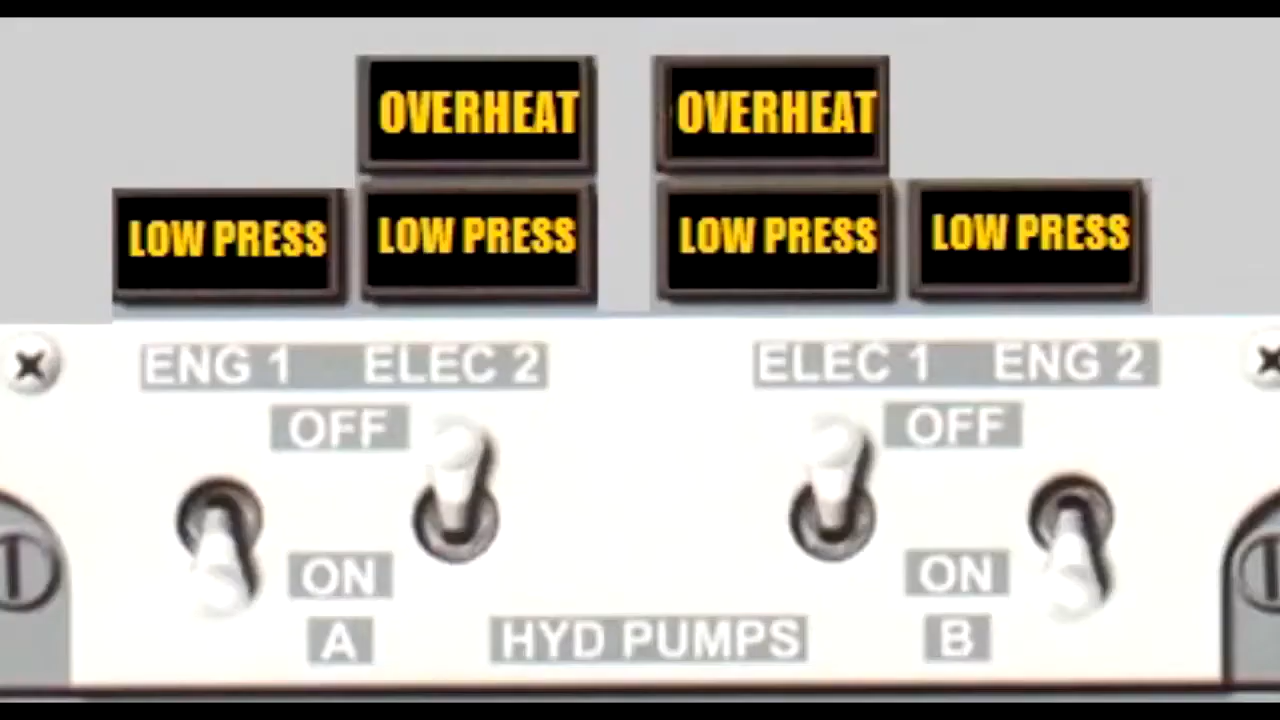 OVERHEAT OVERHEAT
LOW PRESS LOW PRESS LOW PRESS LOW PRESS
ENG 1 ELEC 2 ELEC 1 ENG 2
OFF OFF
ON ON
A HYD PUMPS B